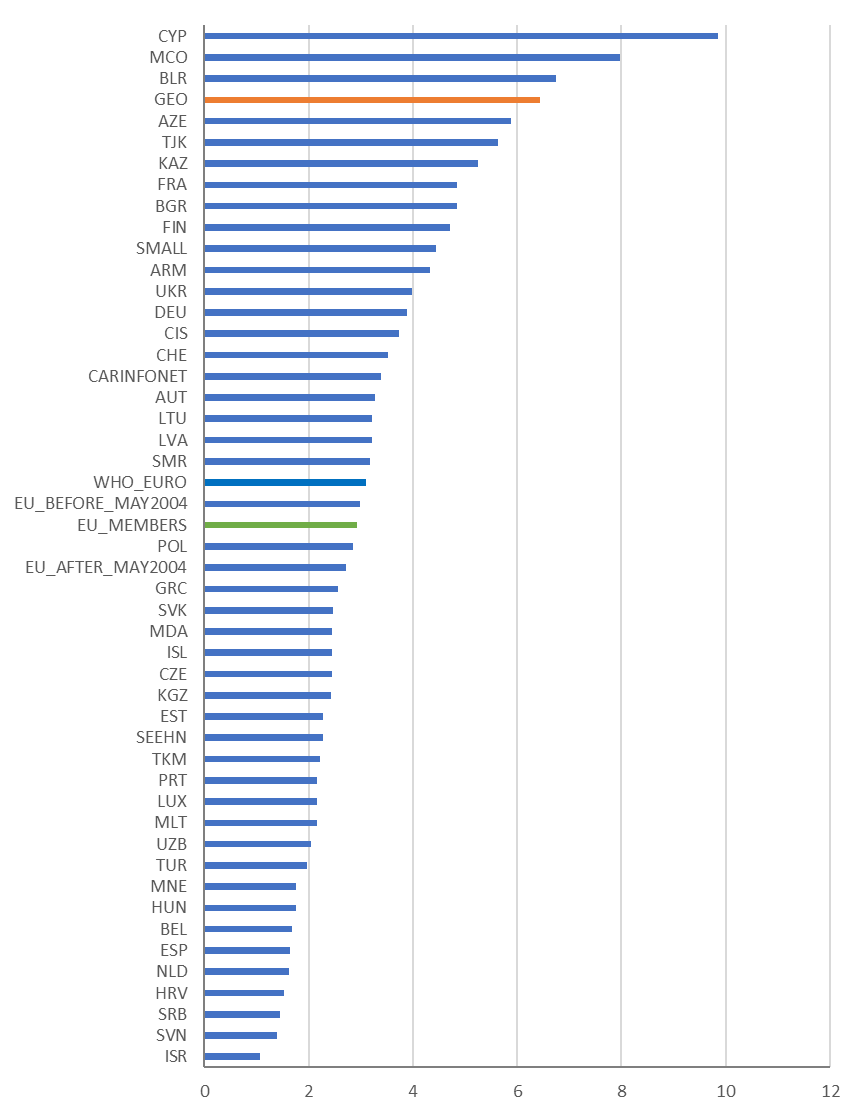 CYP
MCO
BLR
GEO
AZE
TJK
KAZ
FRA
BGR
FIN
SMALL
ARM
UKR
DEU
CIS
CHE
CARINFONET
AUT
LTU
LVA
SMR
WHO_EURO
EU_BEFORE_MAY2004
EU_MEMBERS
POL
EU_AFTER_MAY2004
GRC
SVK
MDA
ISL
CZE
KGZ
EST
SEEHN
TKM
PRT
LUX
MLT
UZB
TUR
MNE
HUN
BEL
ESP
NLD
HRV
SRB
SVN
ISR
0 2 4 6 8 10 12